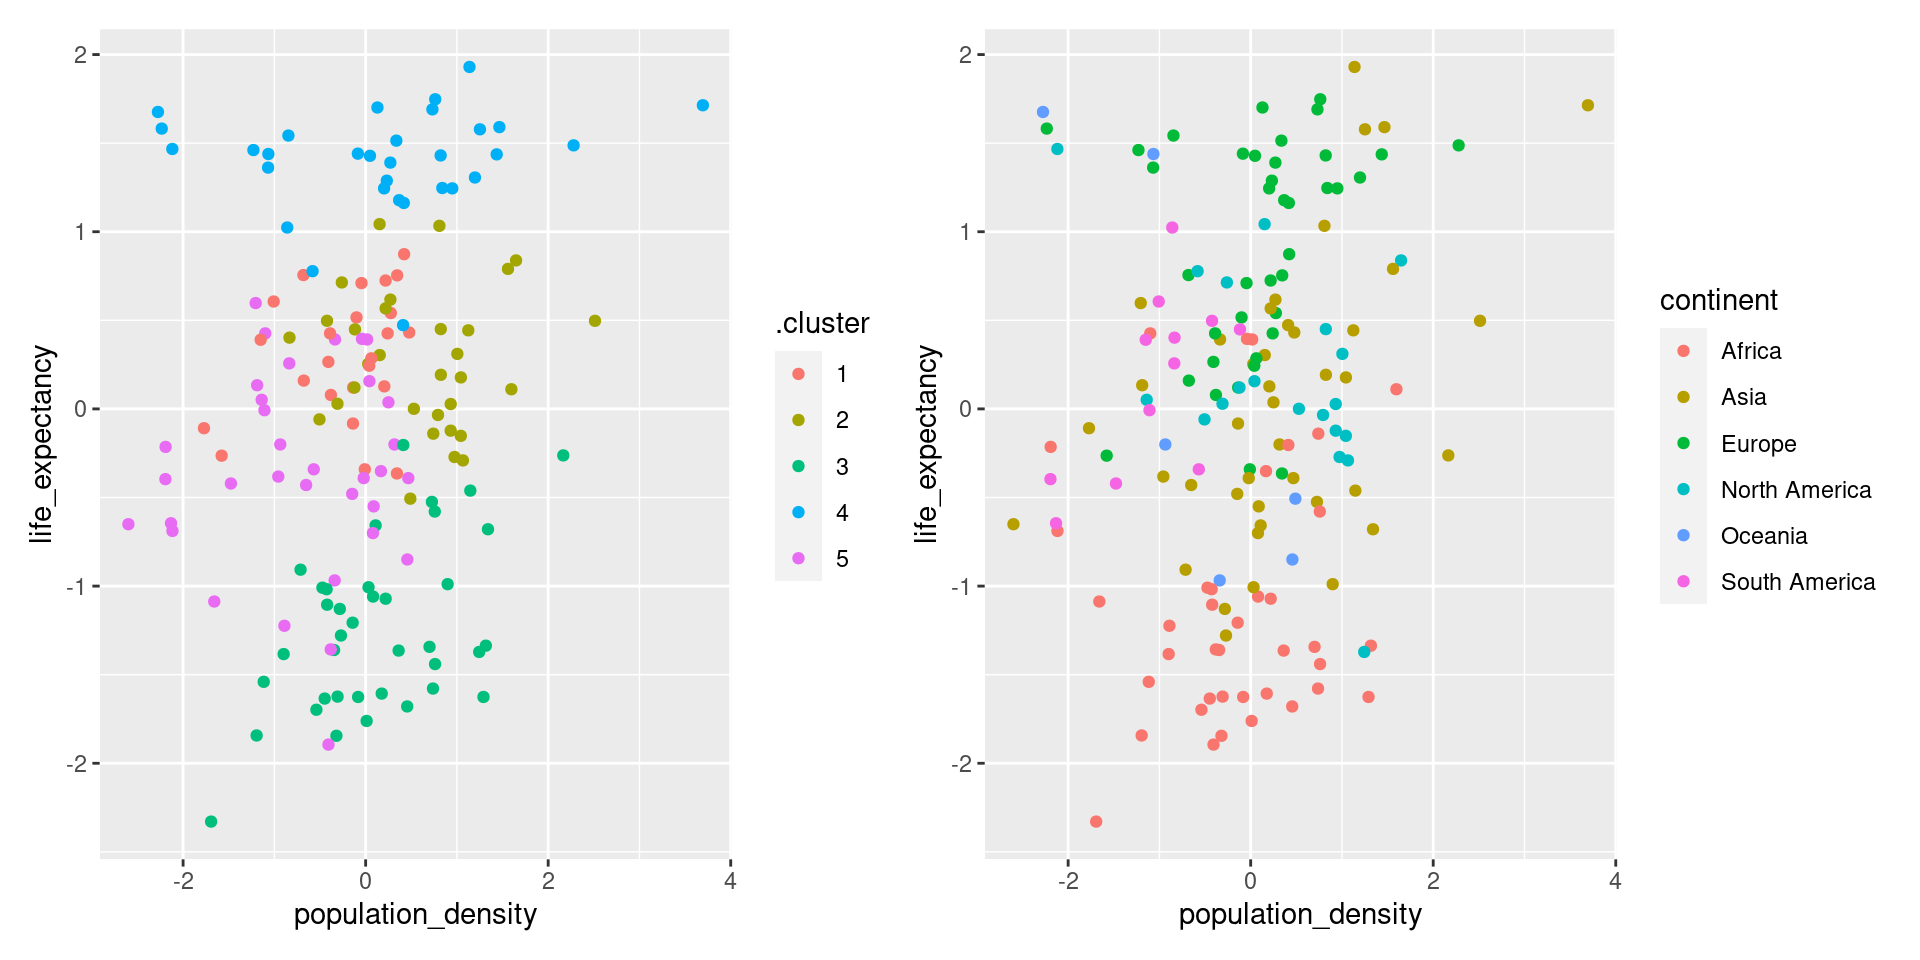 2
1
0
-1
-2
life_expectancy
-2
0
2
4
population_density
.cluster
1
2
3
4
5
2
1
0
-1
-2
life_expectancy
-2
0
2
4
population_density
continent
Africa
Asia
Europe
North America
Oceania
South America